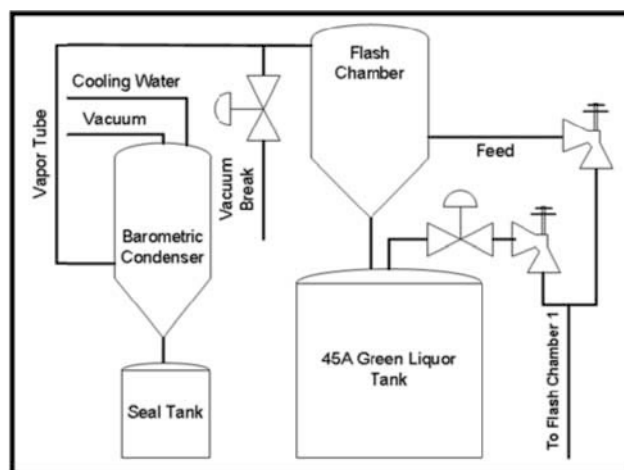 Flash
Chamber
Cooling Water
Vacuum
Vapor Tube
Vacuum
Break
Feed
Barometric
Condenser
45A Green Liquor
Tank
Seal Tank
To Flash Chamber 1